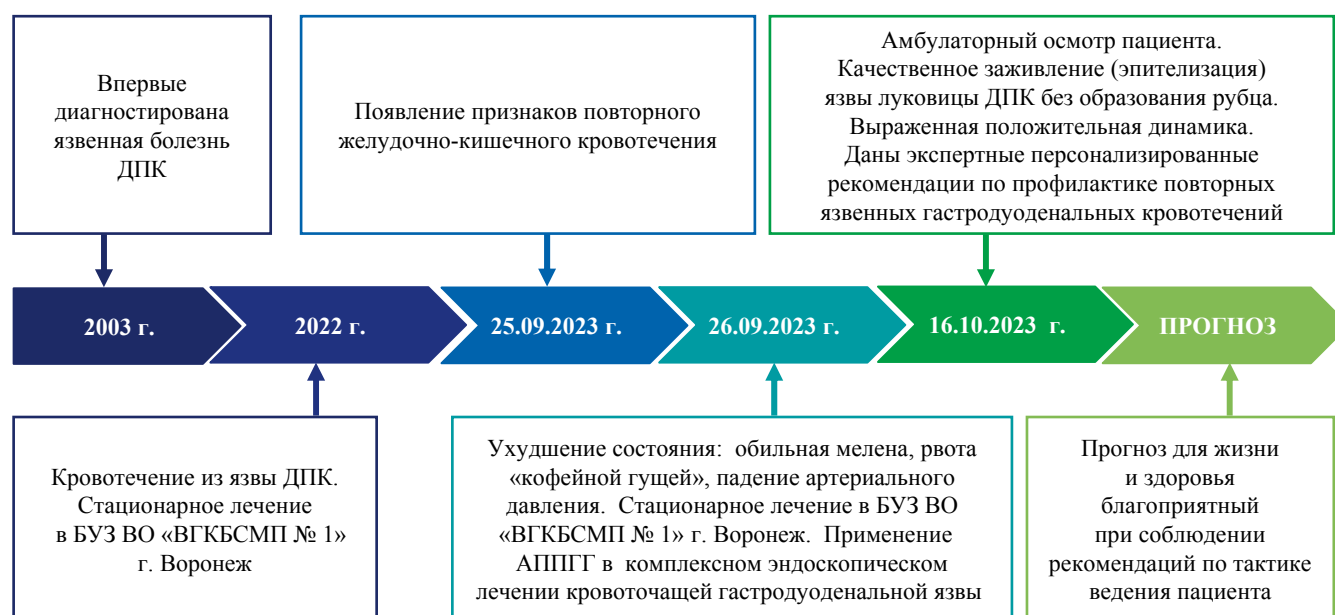 Впервые
диагностирована
язвенная болезнь
ДПК
Появление признаков повторного
желудочно-кишечного кровотечения
Амбулаторный осмотр пациента.
Качественное заживление (эпителизация)
язвы луковицы ДПК без образования рубца.
Выраженная положительная динамика.
Даны экспертные персонализированные
рекомендации по профилактике повторных
язвенных гастродуоденальных кровотечений
2003 г.
2022 г.
25.09.2023 г.
26.09.2023 г.
16.10.2023 г.
ПРОГНОЗ
Кровотечение из язвы ДПК.
Стационарное лечение
в БУЗ ВО «ВГКБСМП № 1»
г. Воронеж
Ухудшение состояния: обильная мелена, рвота
«кофейной гущей», падение артериального
давления. Стационарное лечение в БУЗ ВО
«ВГКБСМП № 1» г. Воронеж. Применение
АППГГ в комплексном эндоскопическом
лечении кровоточащей гастродуоденальной язвы
Прогноз для жизни
и здоровья
благоприятный
при соблюдении
рекомендаций по тактике
ведения пациента